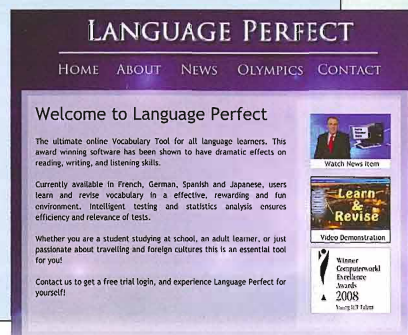 LANGUAGE PERFECT
HOME ABOUT NEWS OLYMPICS CONTACT
Welcome to Language Perfect
The ultimate online Vocabulary Tool for all language learners. This
award winning software has been shown to have dramatic effects on
reading, writing, and listening skills.
Currently available in French, German, Spanish and Japanese, users
learn and revise vocabulary in a effective, rewarding and fun
environment. Intelligent testing and statistics analysis ensures
efficiency and relevance of tests.
Whether you are a student studying at school, an adult learner, or just
passionate about travelling and foreign cultures this is an essential tool
for you!
Contact us to get a free trial login, and experience Language Perfect for
yourself!
Watch News Item
Learn
&
Revise
Video Demonstration
Winner
Computerworld
Excellence
Awards
2008
Young ICT Talent